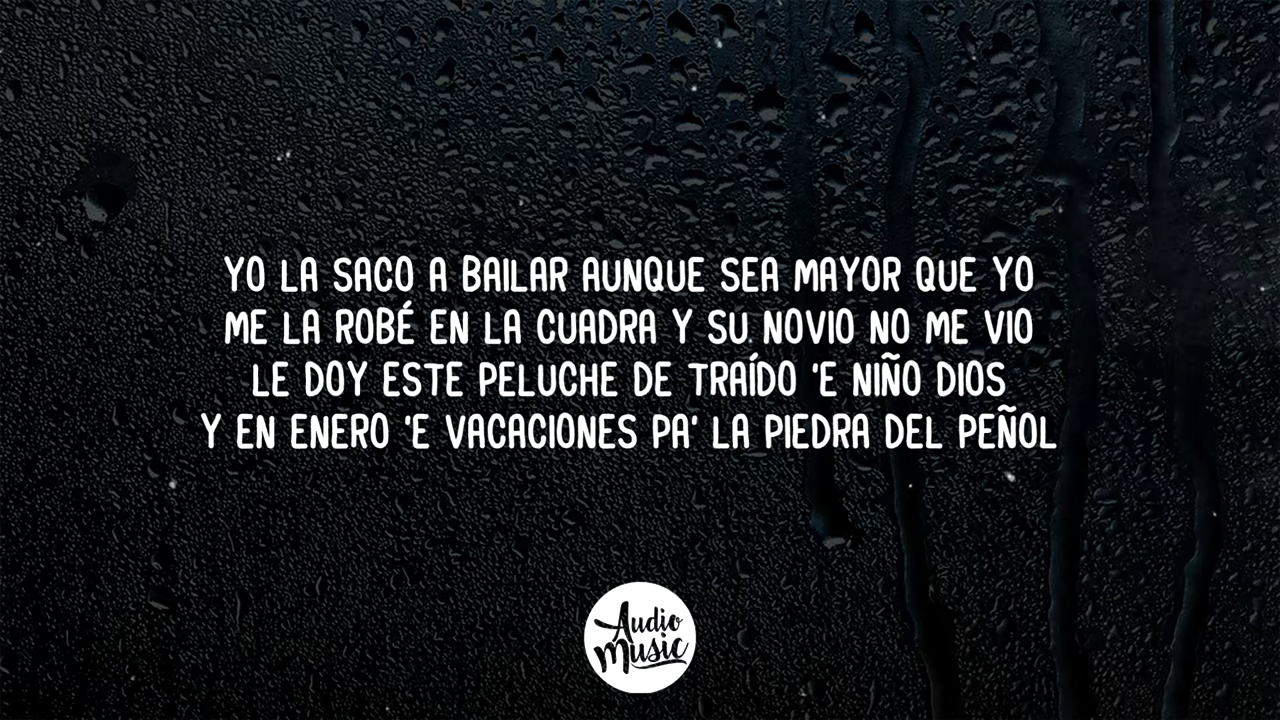 YO LA SACO A BAILAR AUNQUE SEA MAYOR QUE YO
ME LA ROBÉ EN LA CUADRA Y SU NOVIO NO ME VIO
LE DOY ESTE PELUCHE DE TRAÍDO 'E NIÑO DIOS
Y EN ENERO 'E VACACIONES PA' LA PIEDRA DEL PEÑOL
Audio
Music